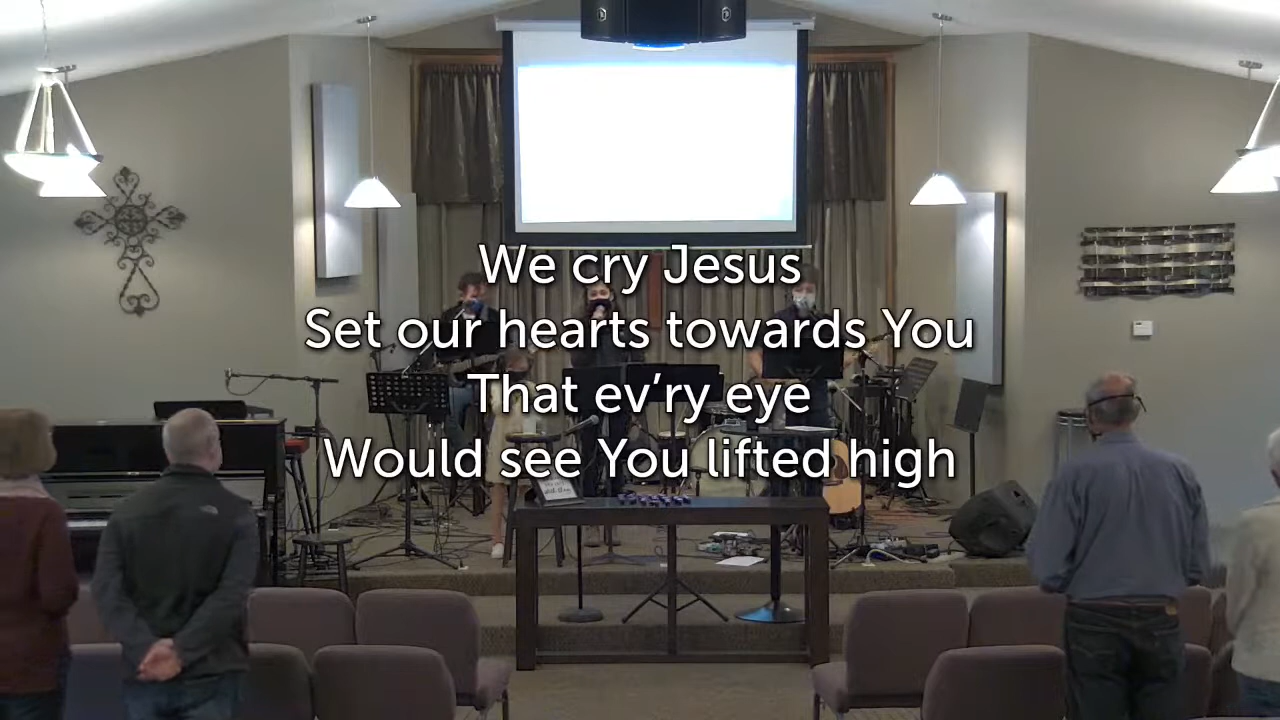 We cry Jesus
Set our hearts towards You
That ev’ry eye
Would see You lifted high